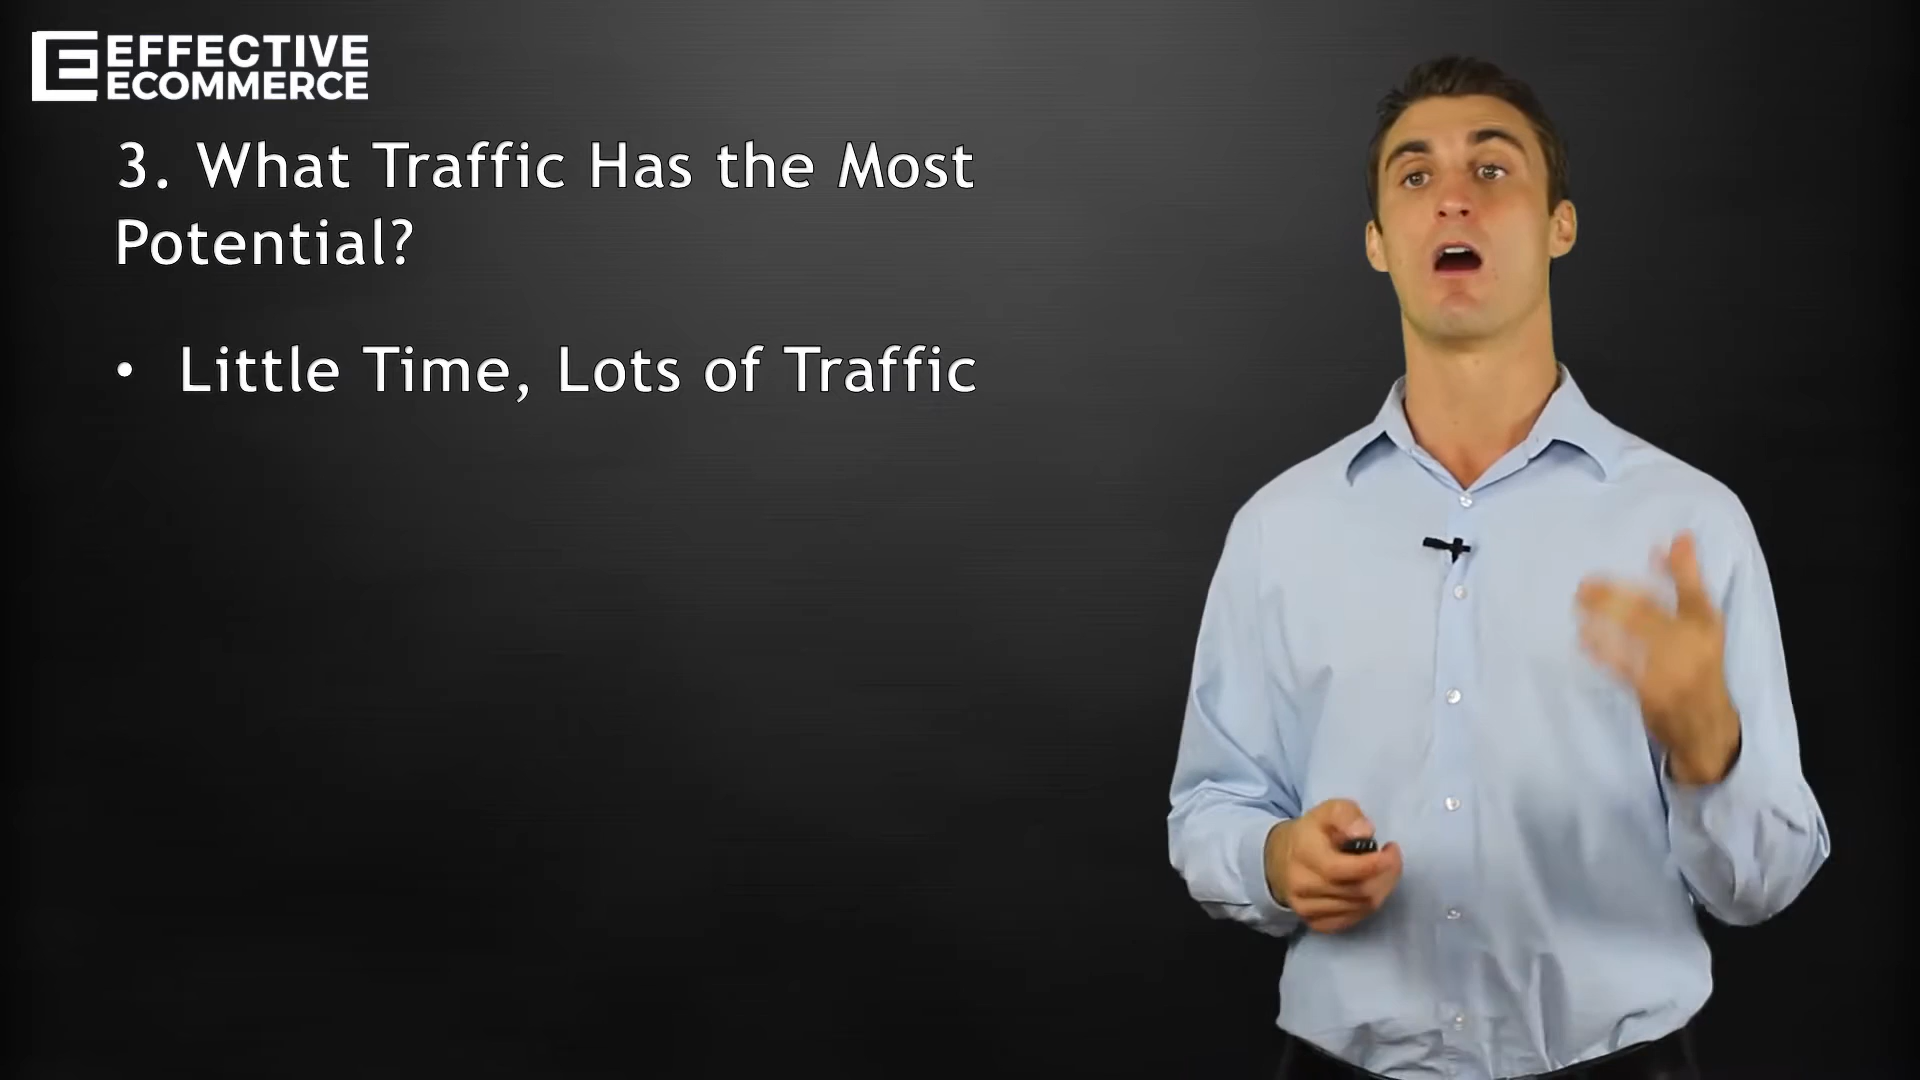 EFFECTIVE
ECOMMERCE
3. What Traffic Has the Most
Potential?
• Little Time, Lots of Traffic